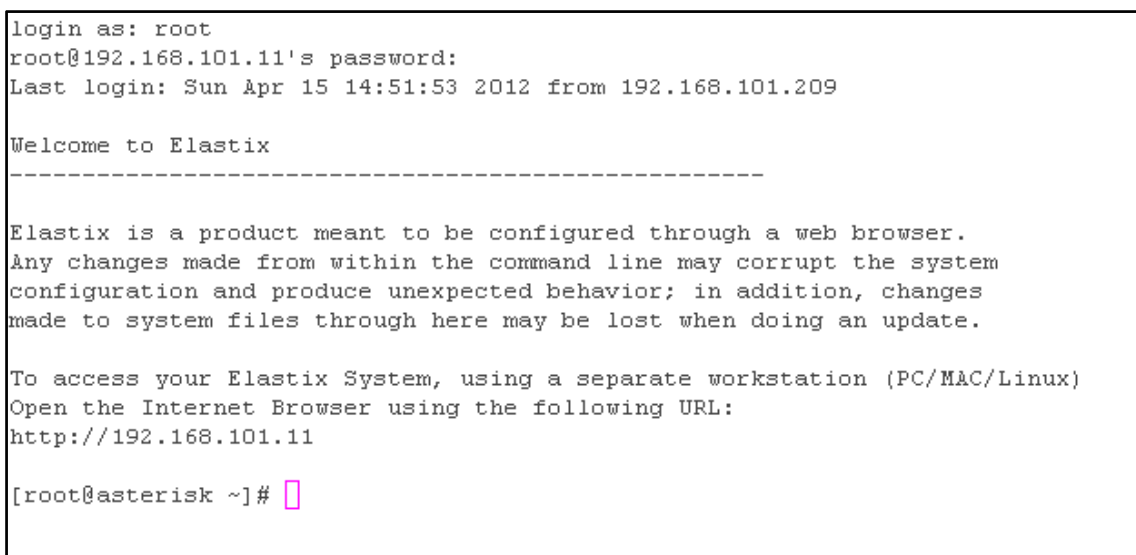 login as: root
root@192.168.101.11's password:
Last login: Sun Apr 15 14:51:53 2012 from 192.168.101.209
Welcome to Elastix
----------------------------------------------------
Elastix is a product meant to be configured through a web browser.
Any changes made from within the command line may corrupt the system
configuration and produce unexpected behavior; in addition, changes
made to system files through here may be lost when doing an update.
To access your Elastix System, using a separate workstation (PC/MAC/Linux)
Open the Internet Browser using the following URL:
http://192.168.101.11
[root@asterisk ~]#